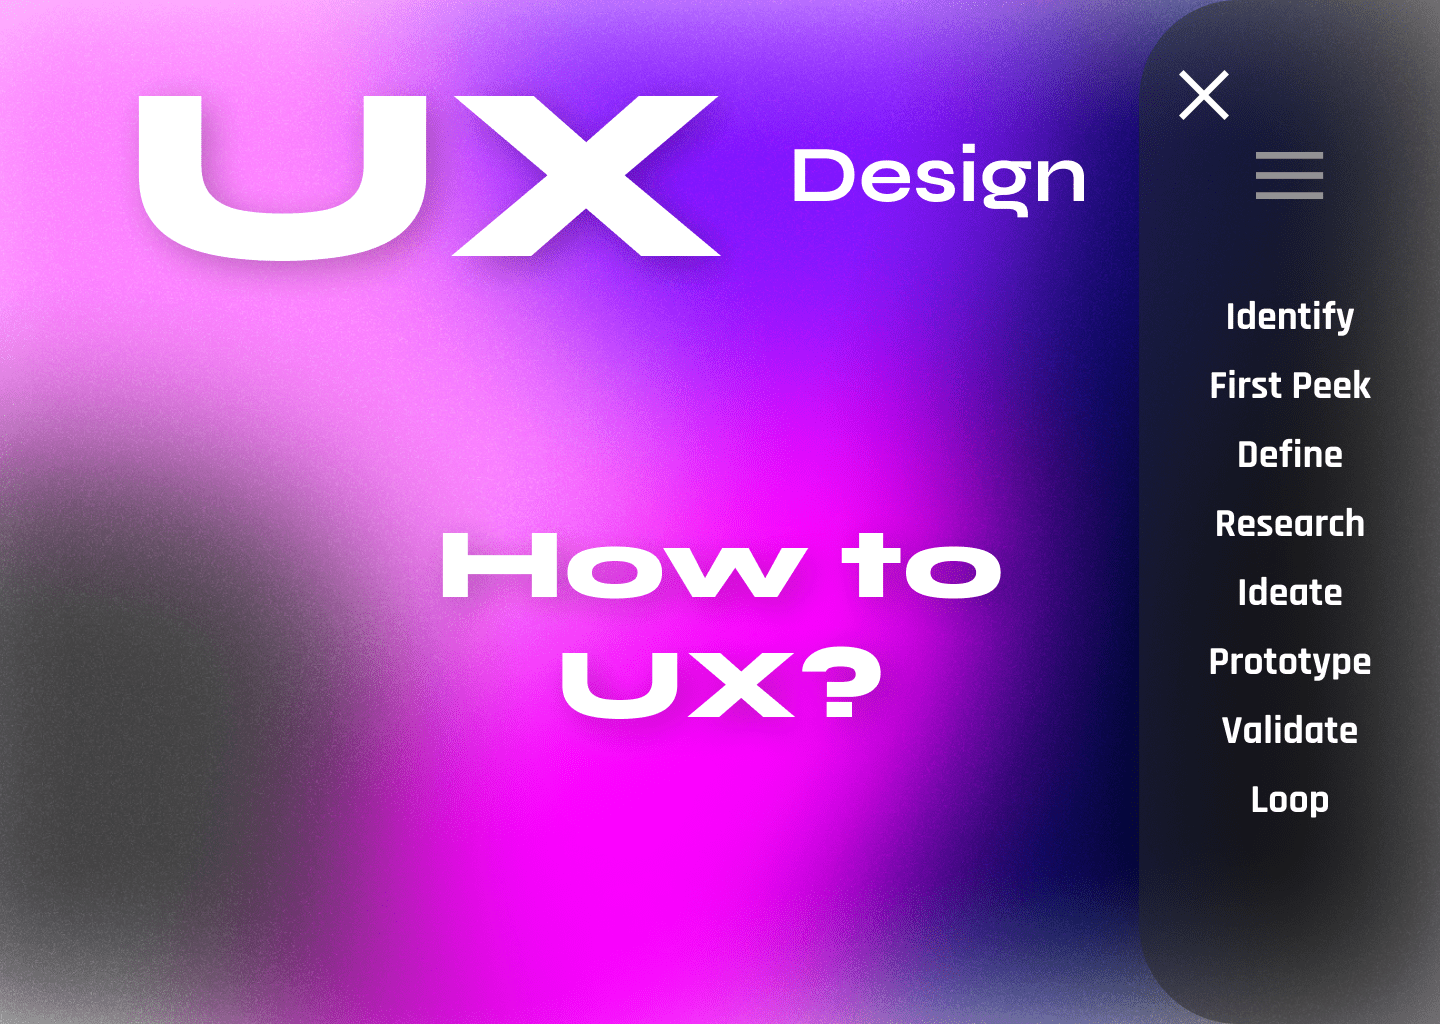 UX Design
How to
UX?
Identify
First Peek
Define
Research
Ideate
Prototype
Validate
Loop